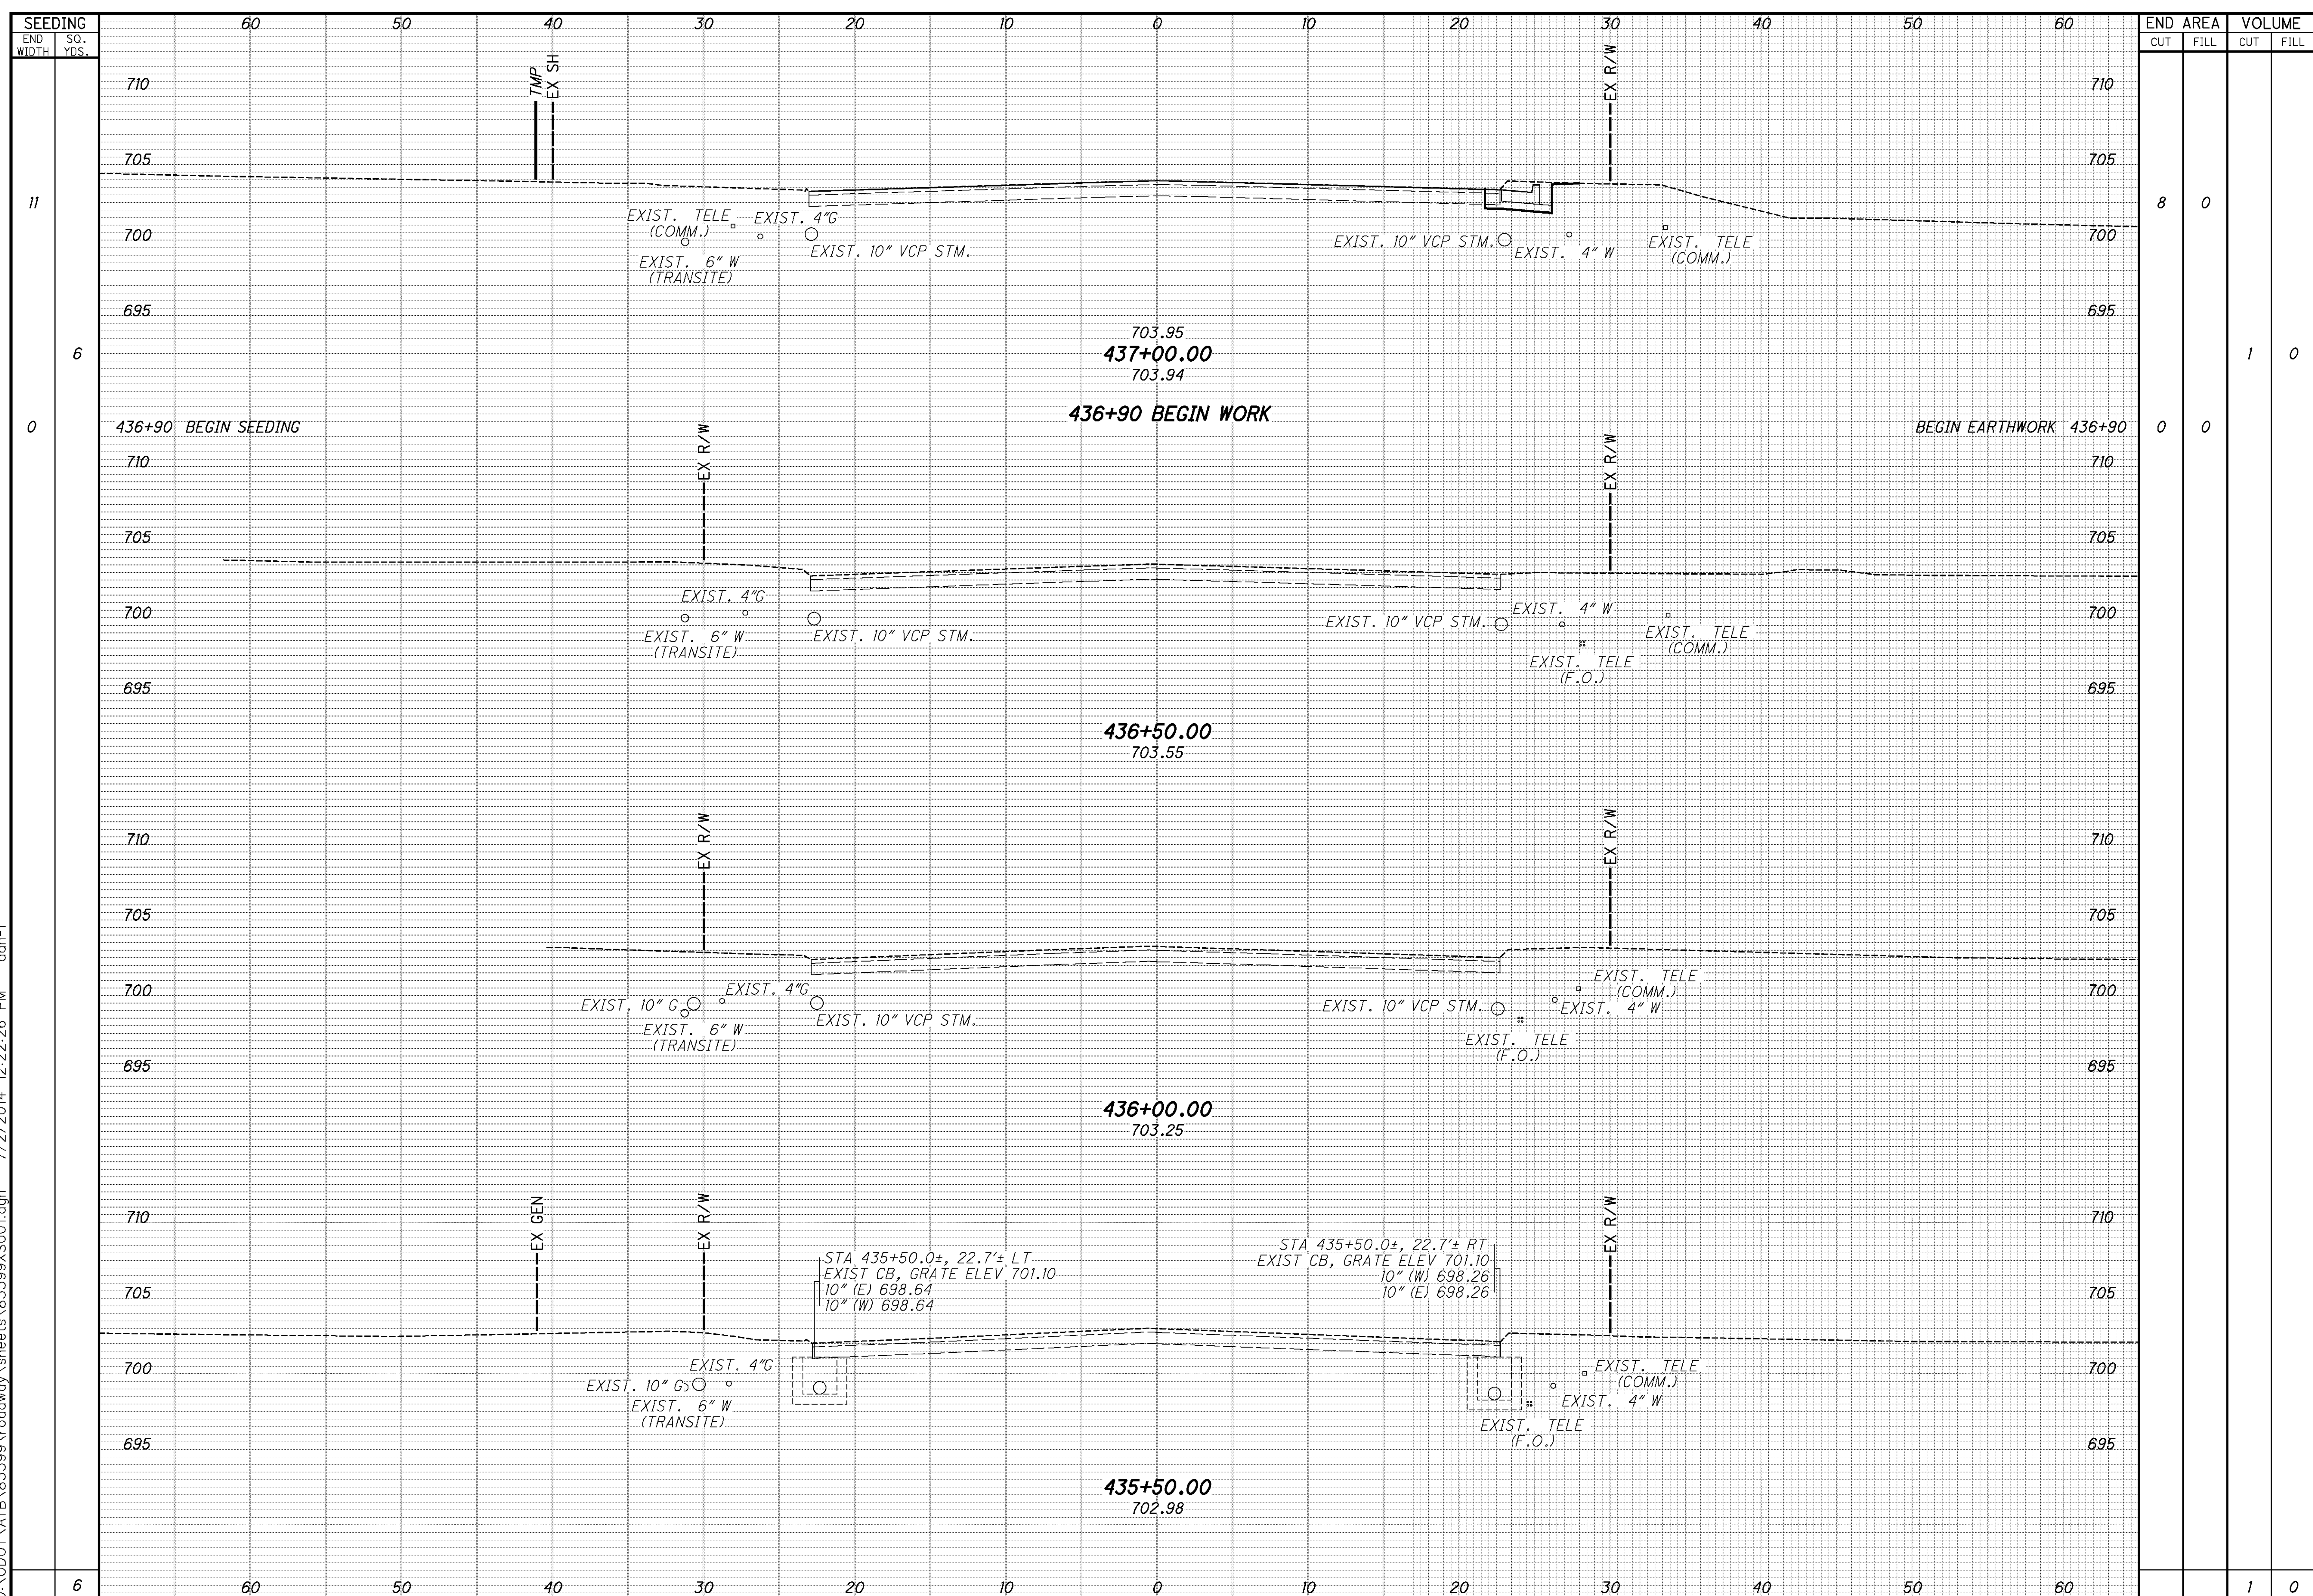 SEEDING
END WIDTH
SQ. YDS.
60 50 40 30 20 10 0 10 20 30 40 50 60
END AREA
VOLUME
CUT FILL CUT FILL
TMP
EX SH
EX R/W
710 710
705 705
11
8 0
EXIST. TELE
(COMM.)
EXIST. 4"G
700 700
EXIST. 10" VCP STM.
EXIST. 6" W
(TRANSITE)
EXIST. 10" VCP STM.
EXIST. 4" W
EXIST. TELE
(COMM.)
695 695
703.95
6
437+00.00
1 0
703.94
436+90 BEGIN WORK
0
436+90 BEGIN SEEDING
BEGIN EARTHWORK 436+90
0 0
EX R/W
EX R/W
710 710
705 705
EXIST. 4"G
700 700
EXIST. 6" W
(TRANSITE)
EXIST. 10" VCP STM.
EXIST. 10" VCP STM.
EXIST. 4" W
EXIST. TELE
(COMM.)
EXIST. TELE
(F.O.)
695 695
436+50.00
703.55
EX R/W
EX R/W
710 710
705 705
EXIST. 4"G
700 700
EXIST. 10" G
EXIST. 10" VCP STM.
EXIST. 6" W
(TRANSITE)
EXIST. TELE
(COMM.)
EXIST. 10" VCP STM.
EXIST. 4" W
EXIST. TELE
(F.O.)
695 695
436+00.00
703.25
EX GEN
EX R/W
EX R/W
710 710
STA 435+50.0±, 22.7'± LT
EXIST CB, GRATE ELEV 701.10
10" (E) 698.64
10" (W) 698.64
STA 435+50.0±, 22.7'± RT
EXIST CB, GRATE ELEV 701.10
10" (W) 698.26
10" (E) 698.26
705 705
EXIST. 4"G
700 700
EXIST. 10" G
EXIST. 6" W
(TRANSITE)
EXIST. TELE
(COMM.)
EXIST. 4" W
EXIST. TELE
(F.O.)
695 695
435+50.00
702.98
6
60 50 40 30 20 10 0 10 20 30 40 50 60
1 0
12:22:26 PM